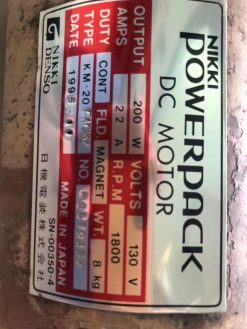 NIKKI
POWERPACK
DC MOTOR
OUTPUT 200 W VOLTS 130 V
AMPS 2.2 A R.P.M 1800
DUTY CONT FLD. MAGNET WT. 8 kg
TYPE KM-20 NO.
DATE 1995. MADE IN JAPAN
NIKKI
DENSO
SN-00350-4
日機電装株式会社